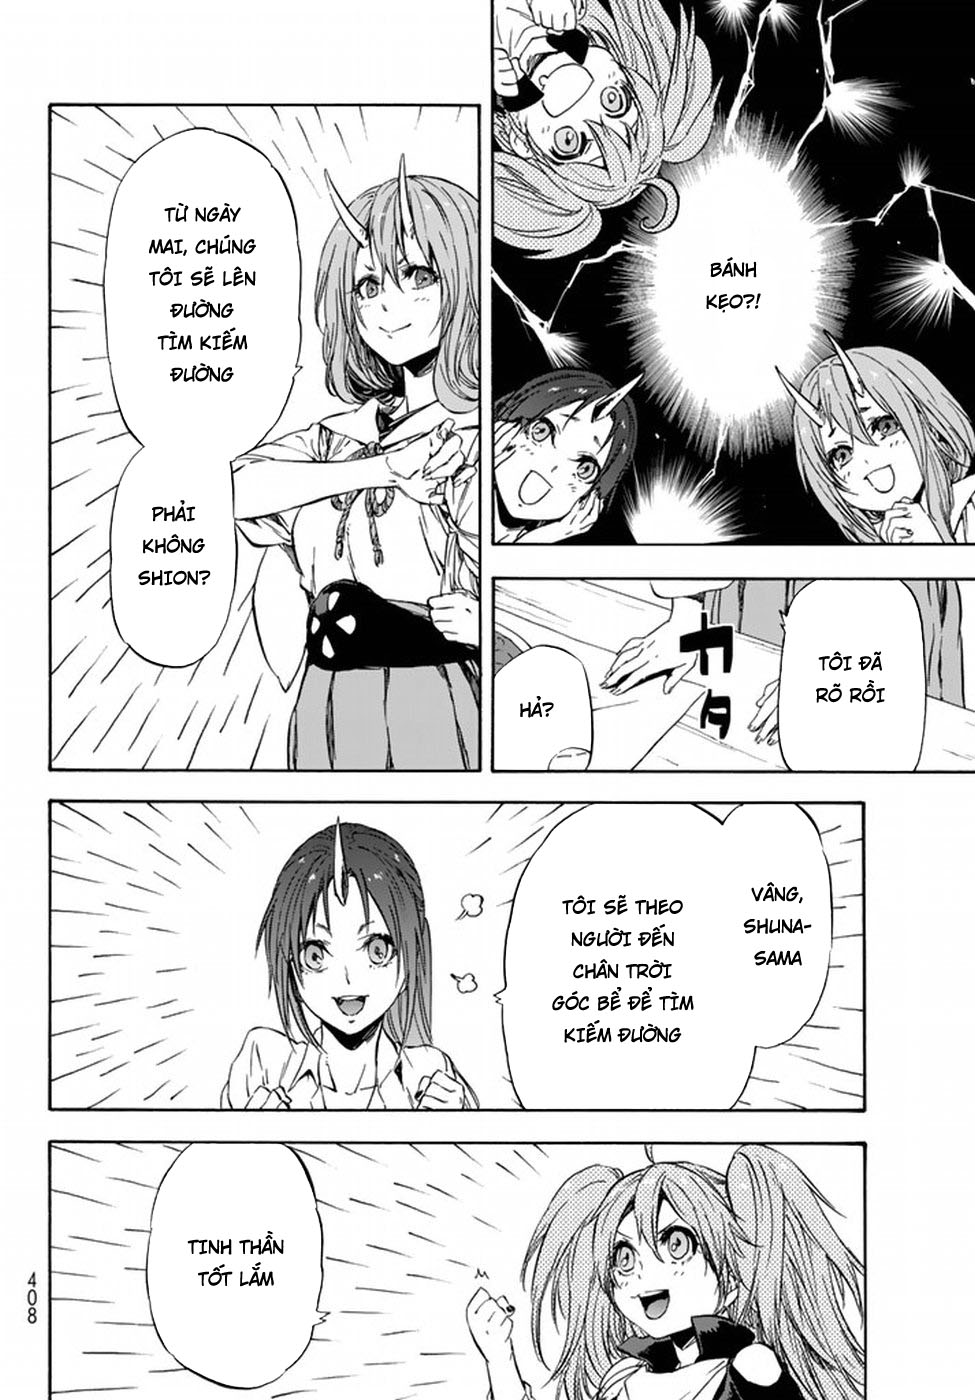 BÁNH
KẸO?!
TÔI ĐÃ
RÕ RỒI
カタ
HẢ?
TỪ NGÀY
MAI, CHÚNG
TÔI SẼ LÊN
ĐƯỜNG
TÌM KIẾM
ĐƯỜNG
PHẢI
KHÔNG
SHION?
VÂNG,
SHUNA-
SAMA
TÔI SẼ THEO
NGƯỜI ĐẾN
CHÂN TRỜI
GÓC BỂ ĐỂ TÌM
KIẾM ĐƯỜNG
TINH THẦN
TỐT LẮM
408